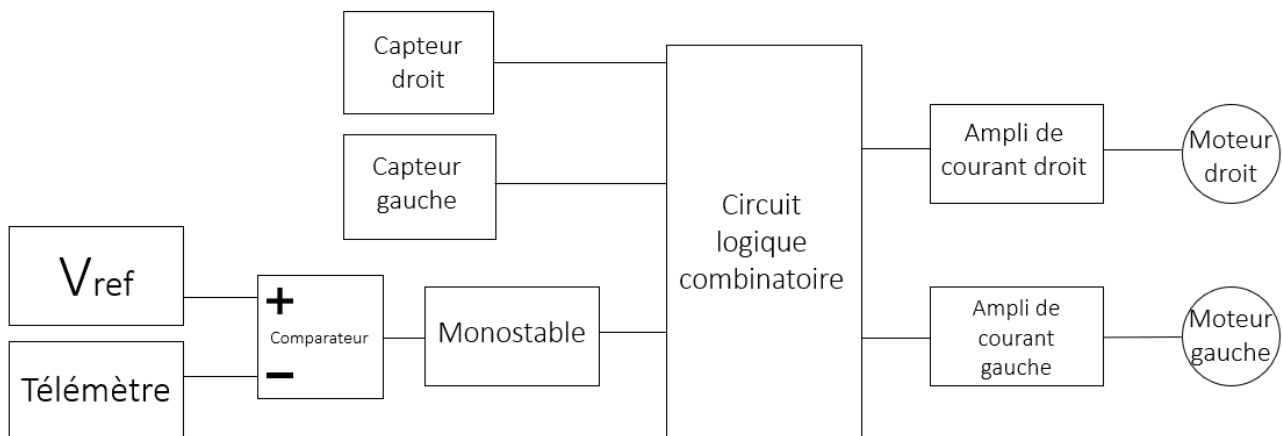 Capteur
droit
Capteur
gauche
Vref
Télémètre
+
Comparateur
−
Monostable
Circuit
logique
combinatoire
Ampli de
courant droit
Moteur
droit
Ampli de
courant
gauche
Moteur
gauche